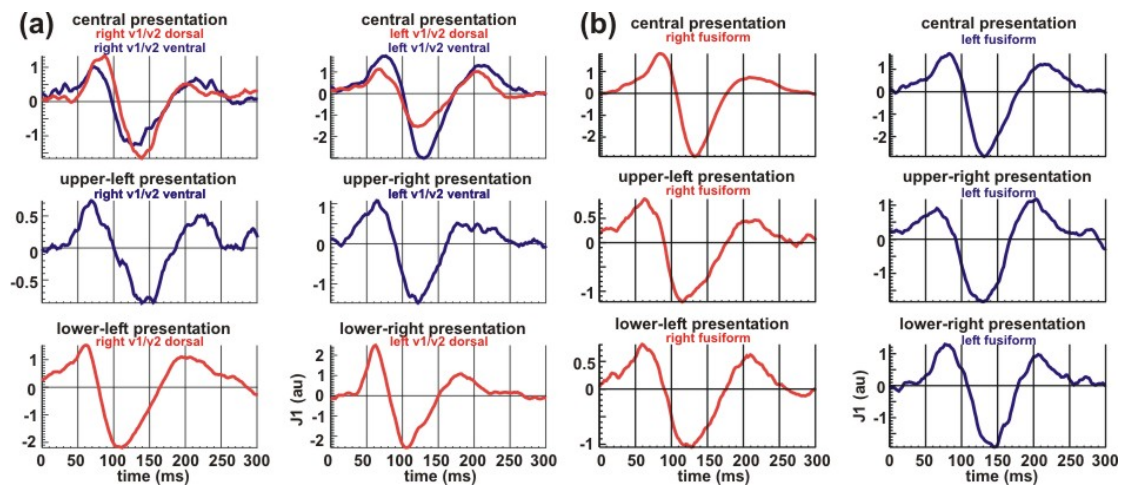 (a)
central presentation
right v1/v2 dorsal
right v1/v2 ventral
1
0
-1
central presentation
left v1/v2 dorsal
left v1/v2 ventral
1
0
-1
-2
upper-left presentation
right v1/v2 ventral
0.5
0
-0.5
upper-right presentation
left v1/v2 ventral
1
0
-1
lower-left presentation
right v1/v2 dorsal
1
0
-1
-2
0 50 100 150 200 250 300
time (ms)
lower-right presentation
left v1/v2 dorsal
J1 (au)
2
1
0
-1
-2
0 50 100 150 200 250 300
time (ms)
(b)
central presentation
right fusiform
1
0
-1
-2
central presentation
left fusiform
1
0
-1
-2
upper-left presentation
right fusiform
0.5
0
-1
upper-right presentation
left fusiform
1
0
-1
lower-left presentation
right fusiform
0.5
0
-1
0 50 100 150 200 250 300
time (ms)
lower-right presentation
left fusiform
J1 (au)
1
0
-1
0 50 100 150 200 250 300
time (ms)